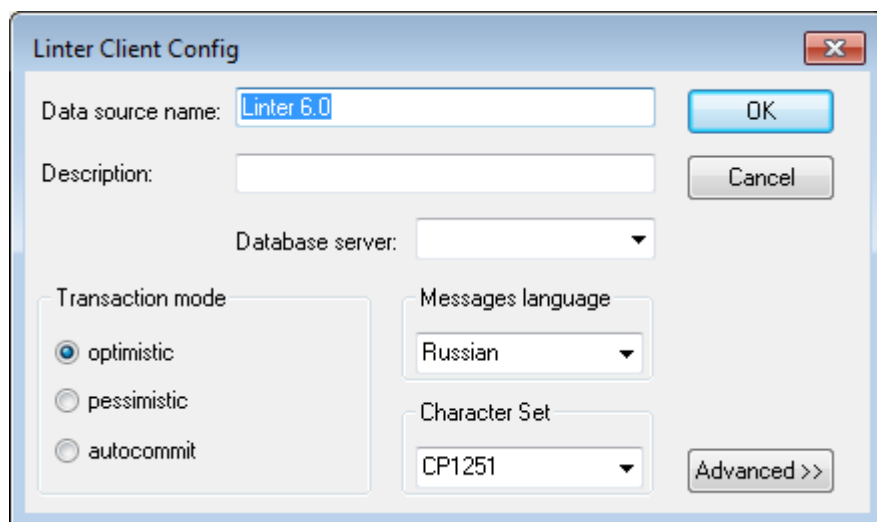 Linter Client Config
Data source name: Linter 6.0 OK
Description: Cancel
Database server:
Transaction mode Messages language
optimistic Russian
pessimistic Character Set
autocommit CP1251 Advanced >>